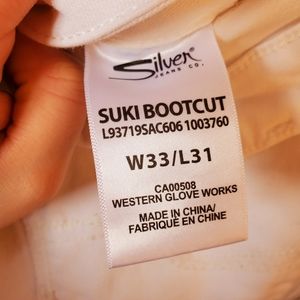 Silver
JEANS CO.
SUKI BOOTCUT
L93719SAC606 1003760
W33/L31
CA00508
WESTERN GLOVE WORKS
MADE IN CHINA/
FABRIQUÉ EN CHINE